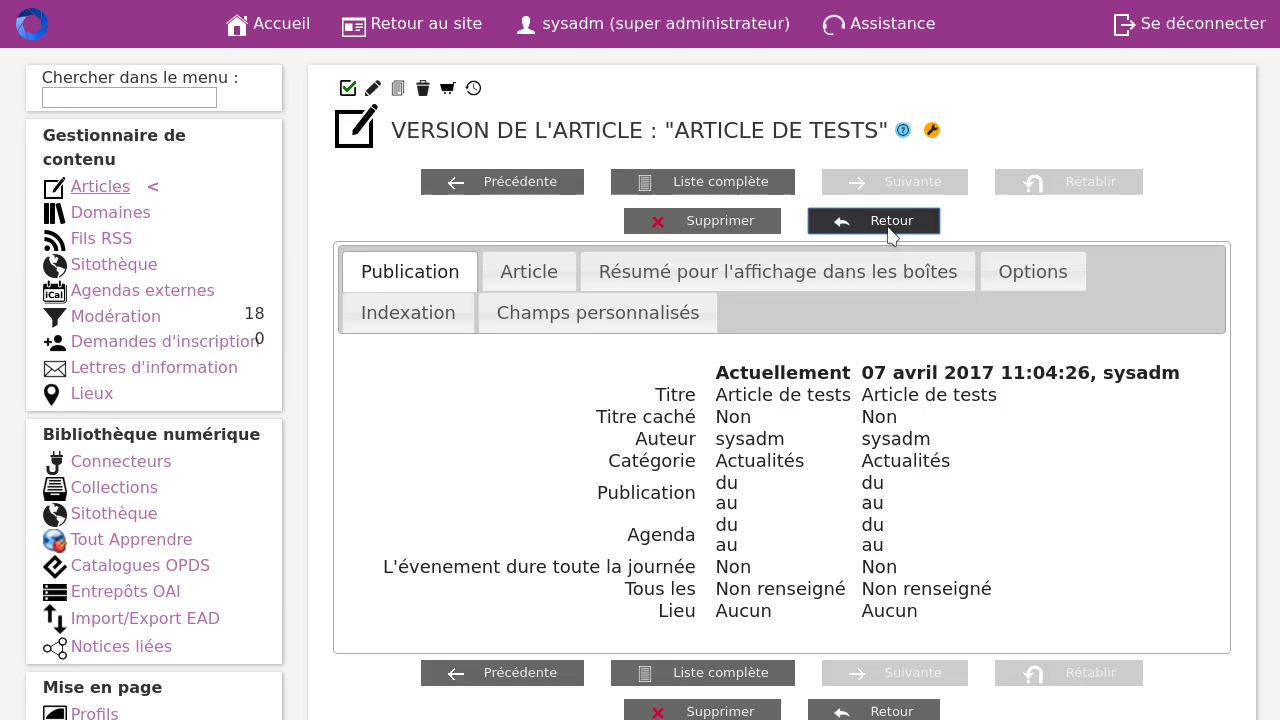 Accueil
Retour au site
sysadm (super administrateur)
Assistance
Se déconnecter
Chercher dans le menu :
Gestionnaire de
contenu
Articles <
Domaines
Fils RSS
Sitothèque
iCal Agendas externes
Modération 18
Demandes d'inscription 0
Lettres d'information
Lieux
Bibliothèque numérique
Connecteurs
Collections
Sitothèque
Tout Apprendre
Catalogues OPDS
Entrepôts OAI
Import/Export EAD
Notices liées
Mise en page
Profils
VERSION DE L'ARTICLE : "ARTICLE DE TESTS" ?
Précédente
Liste complète
Suivante
Rétablir
Supprimer
Retour
Publication
Article
Résumé pour l'affichage dans les boîtes
Options
Indexation
Champs personnalisés
Actuellement 07 avril 2017 11:04:26, sysadm
Titre Article de tests Article de tests
Titre caché Non Non
Auteur sysadm sysadm
Catégorie Actualités Actualités
Publication du du
au au
Agenda du du
au au
L'évenement dure toute la journée Non Non
Tous les Non renseigné Non renseigné
Lieu Aucun Aucun
Précédente
Liste complète
Suivante
Rétablir
Supprimer
Retour